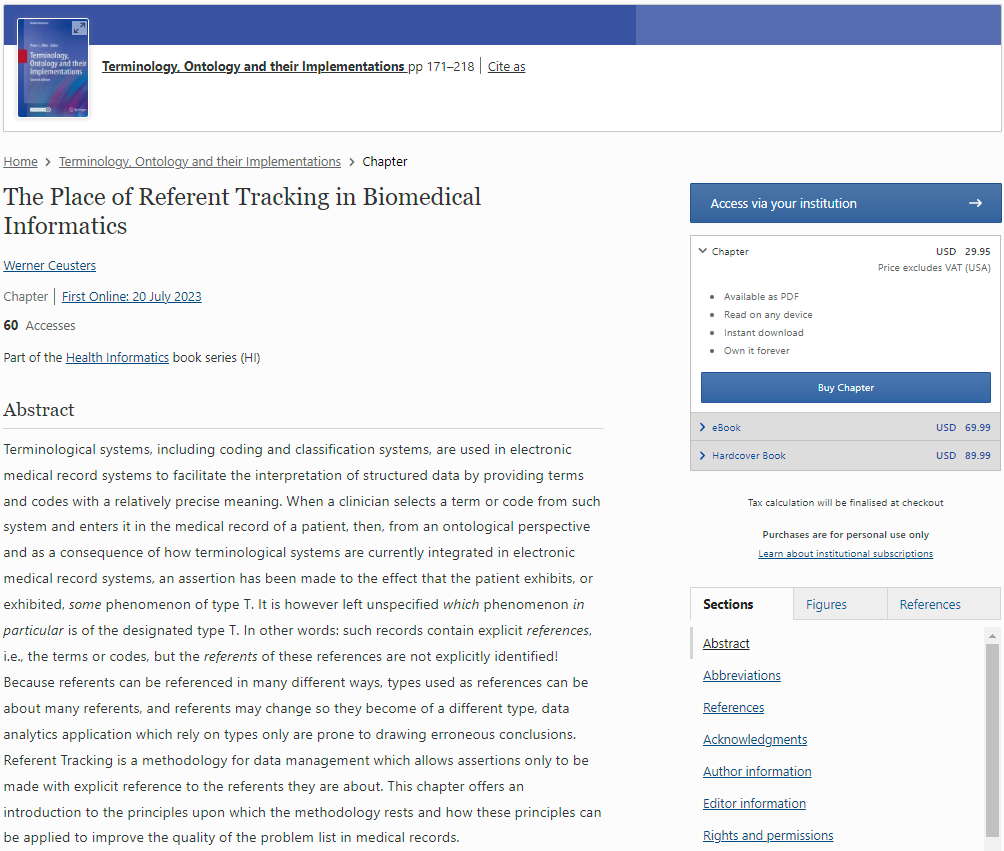 Terminology,
Ontology and their
Implementations
Terminology, Ontology and their Implementations pp 171–218 | Cite as
Home > Terminology, Ontology and their Implementations > Chapter
The Place of Referent Tracking in Biomedical
Informatics
Werner Ceusters
Chapter | First Online: 20 July 2023
60 Accesses
Part of the Health Informatics book series (HI)
Abstract
Terminological systems, including coding and classification systems, are used in electronic
medical record systems to facilitate the interpretation of structured data by providing terms
and codes with a relatively precise meaning. When a clinician selects a term or code from such
system and enters it in the medical record of a patient, then, from an ontological perspective
and as a consequence of how terminological systems are currently integrated in electronic
medical record systems, an assertion has been made to the effect that the patient exhibits, or
exhibited, some phenomenon of type T. It is however left unspecified which phenomenon in
particular is of the designated type T. In other words: such records contain explicit references,
i.e., the terms or codes, but the referents of these references are not explicitly identified!
Because referents can be referenced in many different ways, types used as references can be
about many referents, and referents may change so they become of a different type, data
analytics application which rely on types only are prone to drawing erroneous conclusions.
Referent Tracking is a methodology for data management which allows assertions only to be
made with explicit reference to the referents they are about. This chapter offers an
introduction to the principles upon which the methodology rests and how these principles can
be applied to improve the quality of the problem list in medical records.
Access via your institution →
Chapter USD 29.95
Price excludes VAT (USA)
Available as PDF
Read on any device
Instant download
Own it forever
Buy Chapter
eBook USD 69.99
Hardcover Book USD 89.99
Tax calculation will be finalised at checkout
Purchases are for personal use only
Learn about institutional subscriptions
Sections Figures References
Abstract
Abbreviations
References
Acknowledgments
Author information
Editor information
Rights and permissions